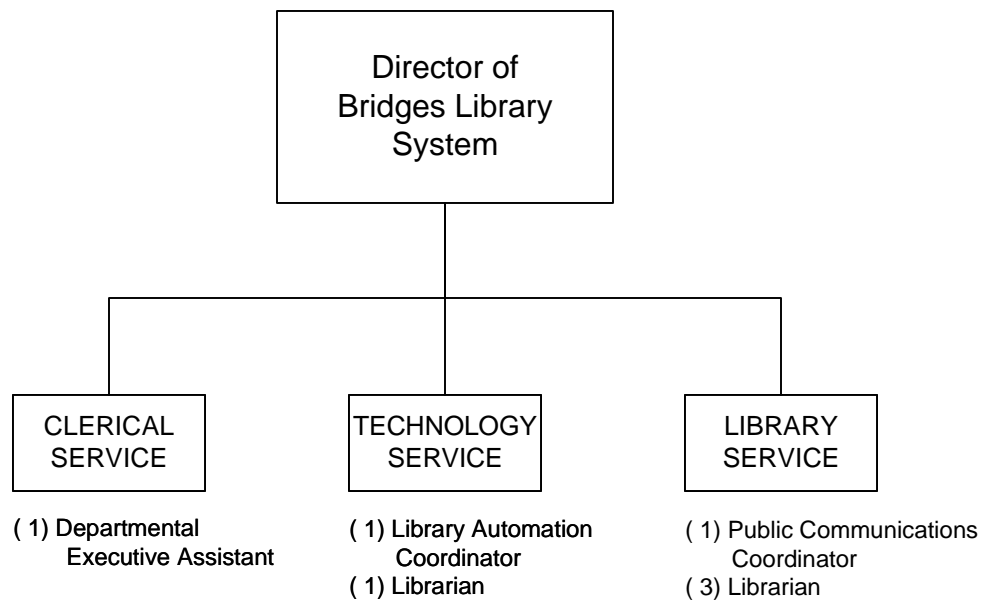 Director of
Bridges Library
System
CLERICAL
SERVICE
TECHNOLOGY
SERVICE
LIBRARY
SERVICE
( 1) Departmental
Executive Assistant
( 1) Library Automation
Coordinator
( 1) Librarian
( 1) Public Communications
Coordinator
( 3) Librarian